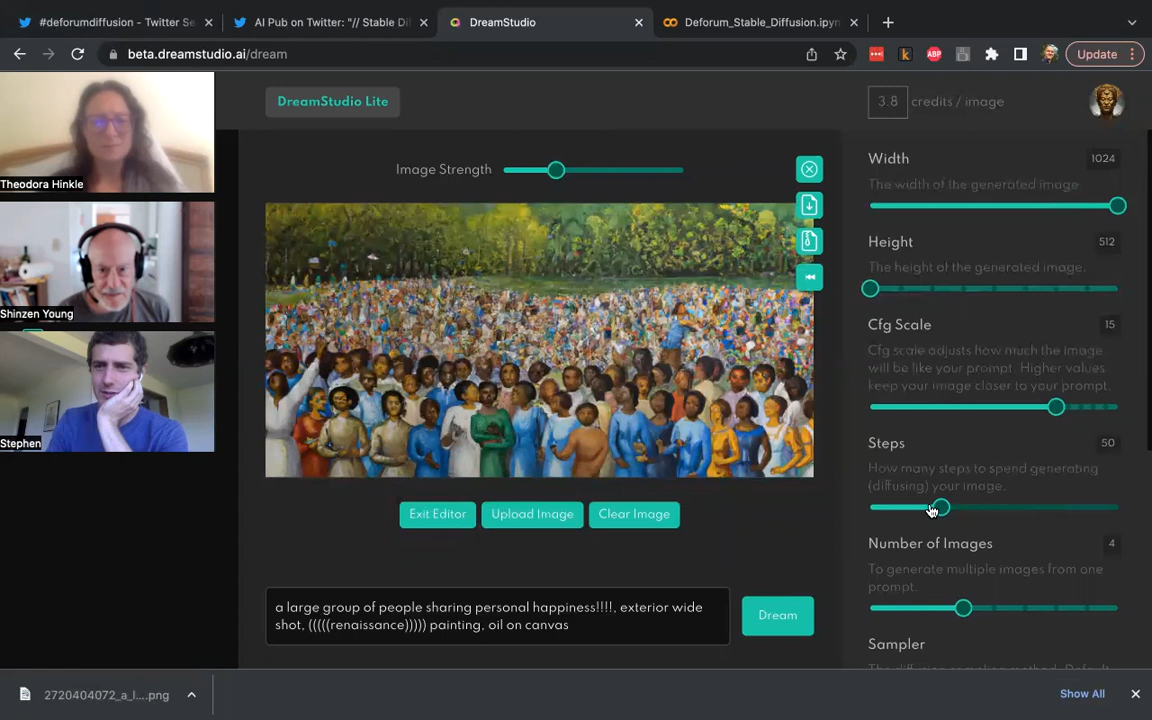 #deforumdiffusion - Twitter Se
AI Pub on Twitter: "// Stable Di
DreamStudio
Deforum_Stable_Diffusion.ipyn
beta.dreamstudio.ai/dream
ABP
Update
DreamStudio Lite
3.8 credits / image
Theodora Hinkle
Shinzen Young
Stephen
Image Strength
Exit Editor
Upload Image
Clear Image
a large group of people sharing personal happiness!!!!, exterior wide
shot, (((((renaissance))))) painting, oil on canvas
Dream
Width 1024
The width of the generated image.
Height 512
The height of the generated image.
Cfg Scale 15
Cfg scale adjusts how much the image
will be like your prompt. Higher values
keep your image closer to your prompt.
Steps 50
How many steps to spend generating
(diffusing) your image.
Number of Images 4
To generate multiple images from one
prompt.
Sampler
The diffusion sampling method. Default
2720404072_a_l....png
Show All